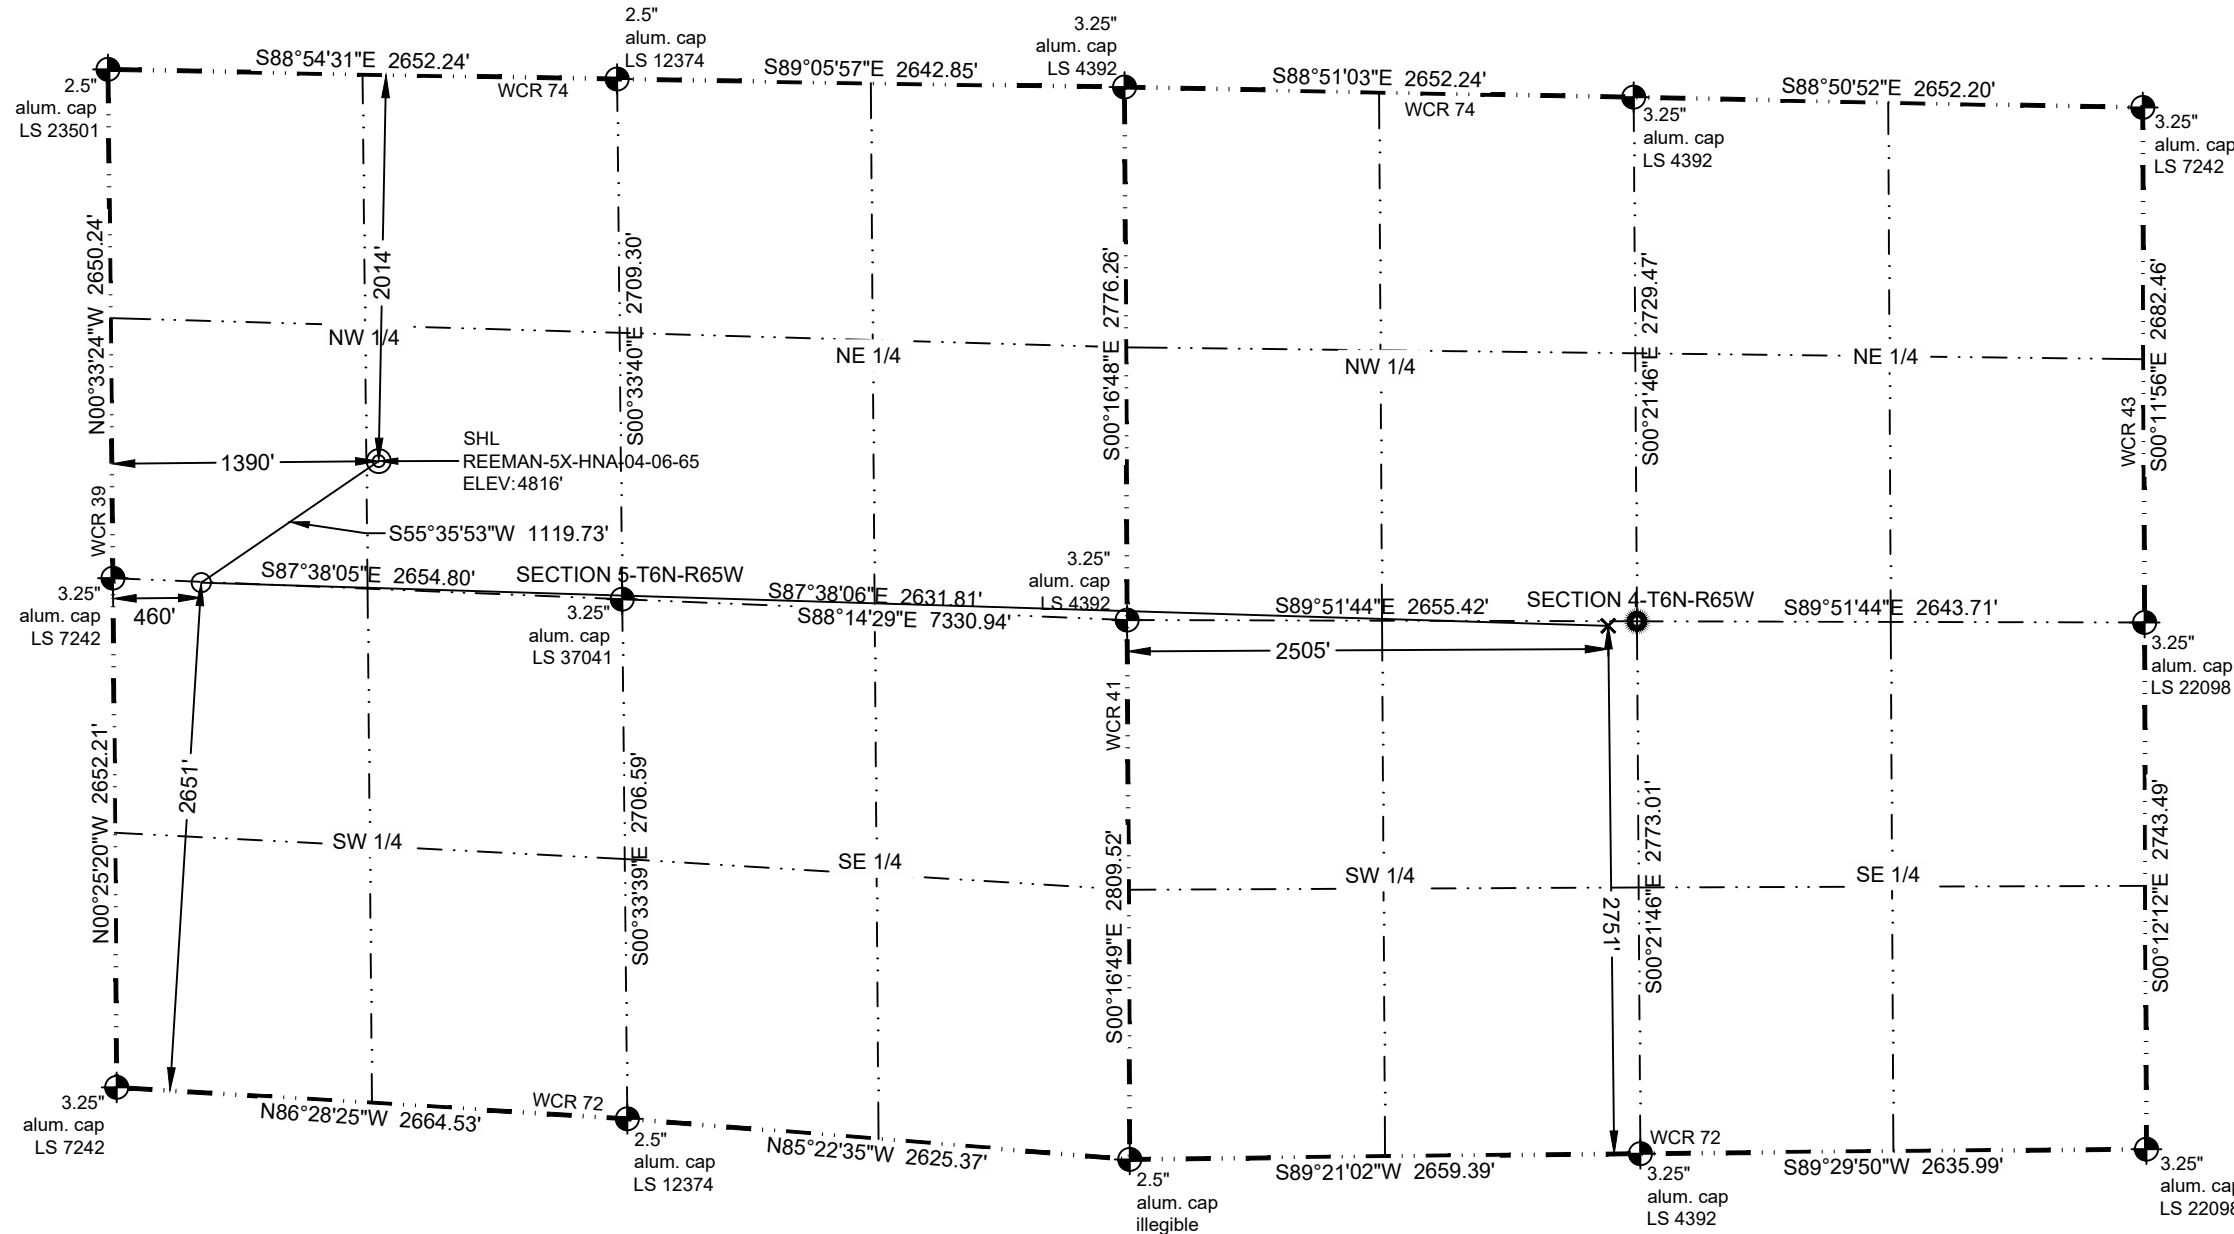 2.5"
alum. cap
LS 12374
3.25"
alum. cap
LS 4392
S88°54'31"E 2652.24'
WCR 74
S89°05'57"E 2642.85'
S88°51'03"E 2652.24'
WCR 74
S88°50'52"E 2652.20'
2.5"
alum. cap
LS 23501
3.25"
alum. cap
LS 4392
3.25"
alum. cap
LS 7242
N00°33'24"W 2650.24'
2014'
S00°33'40"E 2709.30'
S00°16'48"E 2776.26'
S00°21'46"E 2729.47'
S00°11'56"E 2682.46'
NW 1/4
NE 1/4
NW 1/4
NE 1/4
WCR 43
1390'
SHL
REEMAN-5X-HNA-04-06-65
ELEV:4816'
WCR 39
S55°35'53"W 1119.73'
3.25"
alum. cap
LS 7242
460'
S87°38'05"E 2654.80'
SECTION 5-T6N-R65W
3.25"
alum. cap
LS 37041
S87°38'06"E 2631.81'
S88°14'29"E 7330.94'
3.25"
alum. cap
LS 4392
S89°51'44"E 2655.42'
SECTION 4-T6N-R65W
S89°51'44"E 2643.71'
2505'
3.25"
alum. cap
LS 22098
WCR 41
N00°25'20"W 2652.21'
2651'
S00°33'39"E 2706.59'
S00°16'49"E 2809.52'
2751'
S00°21'46"E 2773.01'
S00°12'12"E 2743.49'
SW 1/4
SE 1/4
SW 1/4
SE 1/4
3.25"
alum. cap
LS 7242
N86°28'25"W 2664.53'
WCR 72
2.5"
alum. cap
LS 12374
N85°22'35"W 2625.37'
2.5"
alum. cap
illegible
S89°21'02"W 2659.39'
WCR 72
3.25"
alum. cap
LS 4392
S89°29'50"W 2635.99'
3.25"
alum. cap
LS 22098